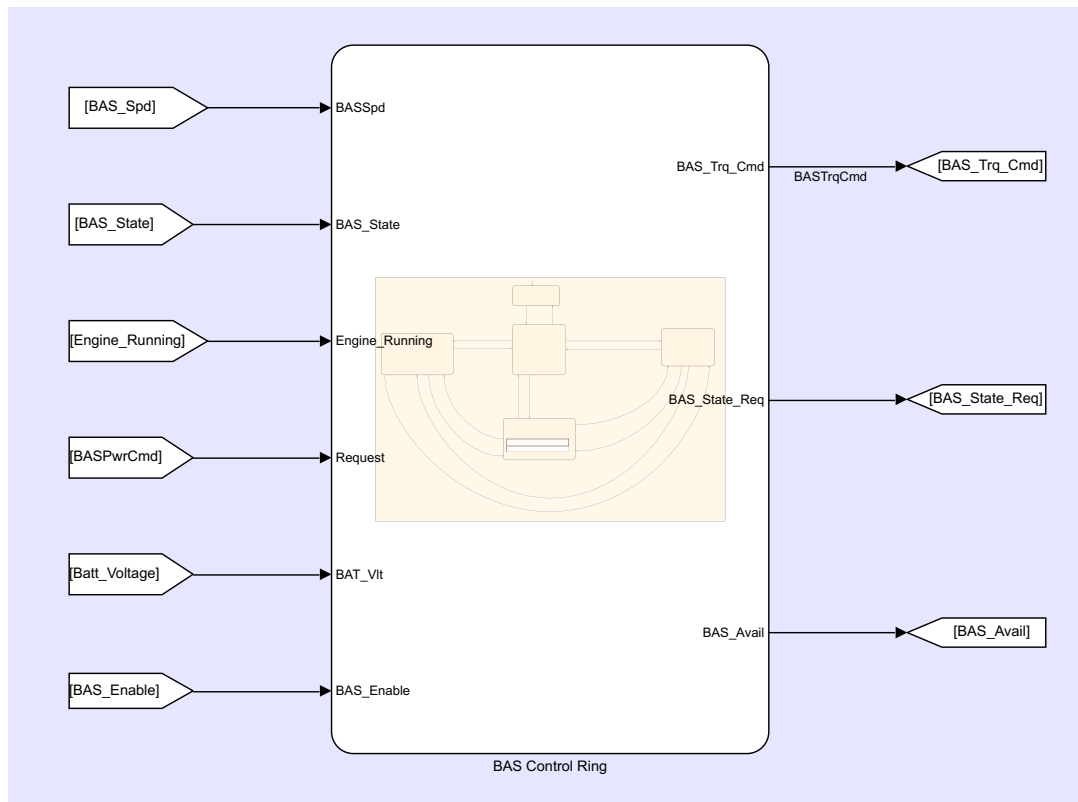 [BAS_Spd]
BASSpd
BAS_Trq_Cmd
BASTrqCmd
[BAS_Trq_Cmd]
[BAS_State]
BAS_State
[Engine_Running]
Engine_Running
BAS_State_Req
[BAS_State_Req]
[BASPwrCmd]
Request
[Batt_Voltage]
BAT_Vlt
BAS_Avail
[BAS_Avail]
[BAS_Enable]
BAS_Enable
BAS Control Ring